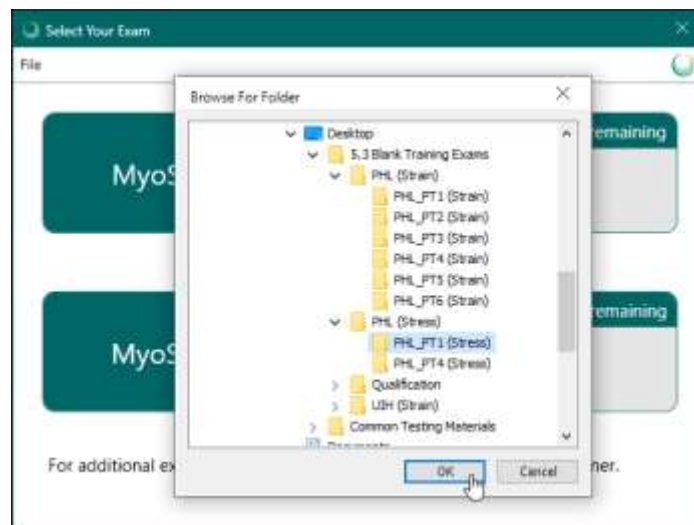 Select Your Exam
File
Browse For Folder
remaining
Desktop
5.3 Blank Training Exams
MyoS
PHL (Strain)
PHL_PT1 (Strain)
PHL_PT2 (Strain)
PHL_PT3 (Strain)
PHL_PT4 (Strain)
PHL_PT5 (Strain)
PHL_PT6 (Strain)
PHL (Stress)
remaining
PHL_PT1 (Stress)
MyoS
PHL_PT4 (Stress)
Qualification
UIH (Strain)
Common Testing Materials
Documents
For additional ex
OK
Cancel
ner.